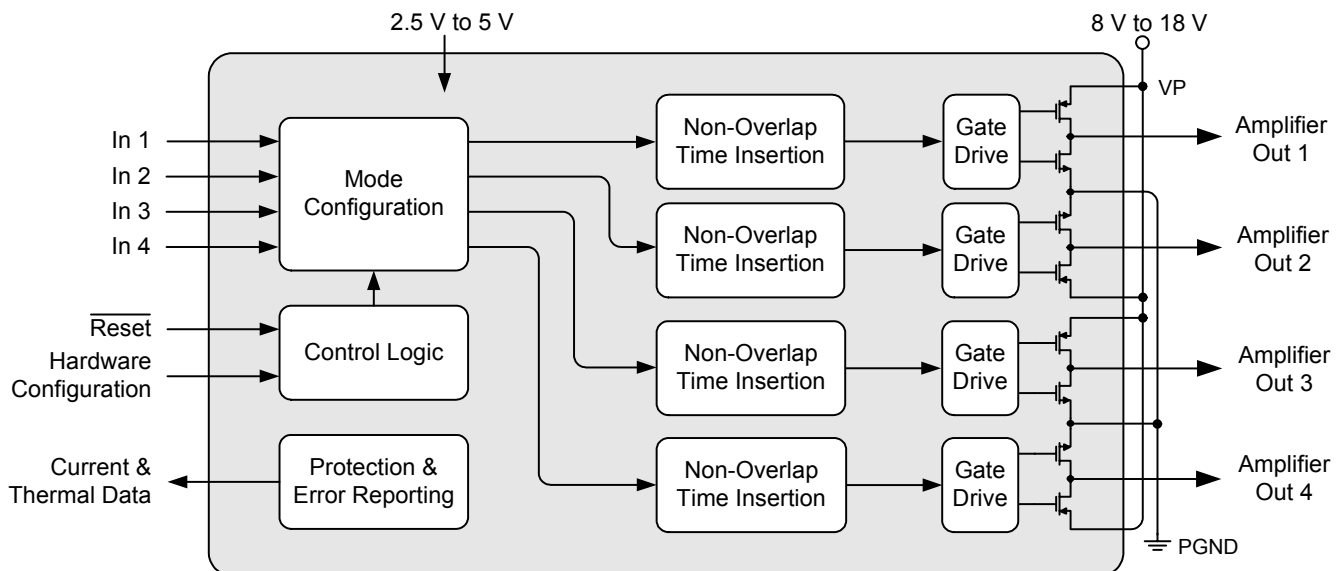 2.5 V to 5 V
8 V to 18 V
VP
In 1
In 2
In 3
In 4
Mode
Configuration
Non-Overlap
Time Insertion
Gate
Drive
Amplifier
Out 1
Non-Overlap
Time Insertion
Gate
Drive
Amplifier
Out 2
Reset
Hardware
Configuration
Control Logic
Non-Overlap
Time Insertion
Gate
Drive
Amplifier
Out 3
Current &
Thermal Data
Protection &
Error Reporting
Non-Overlap
Time Insertion
Gate
Drive
Amplifier
Out 4
PGND